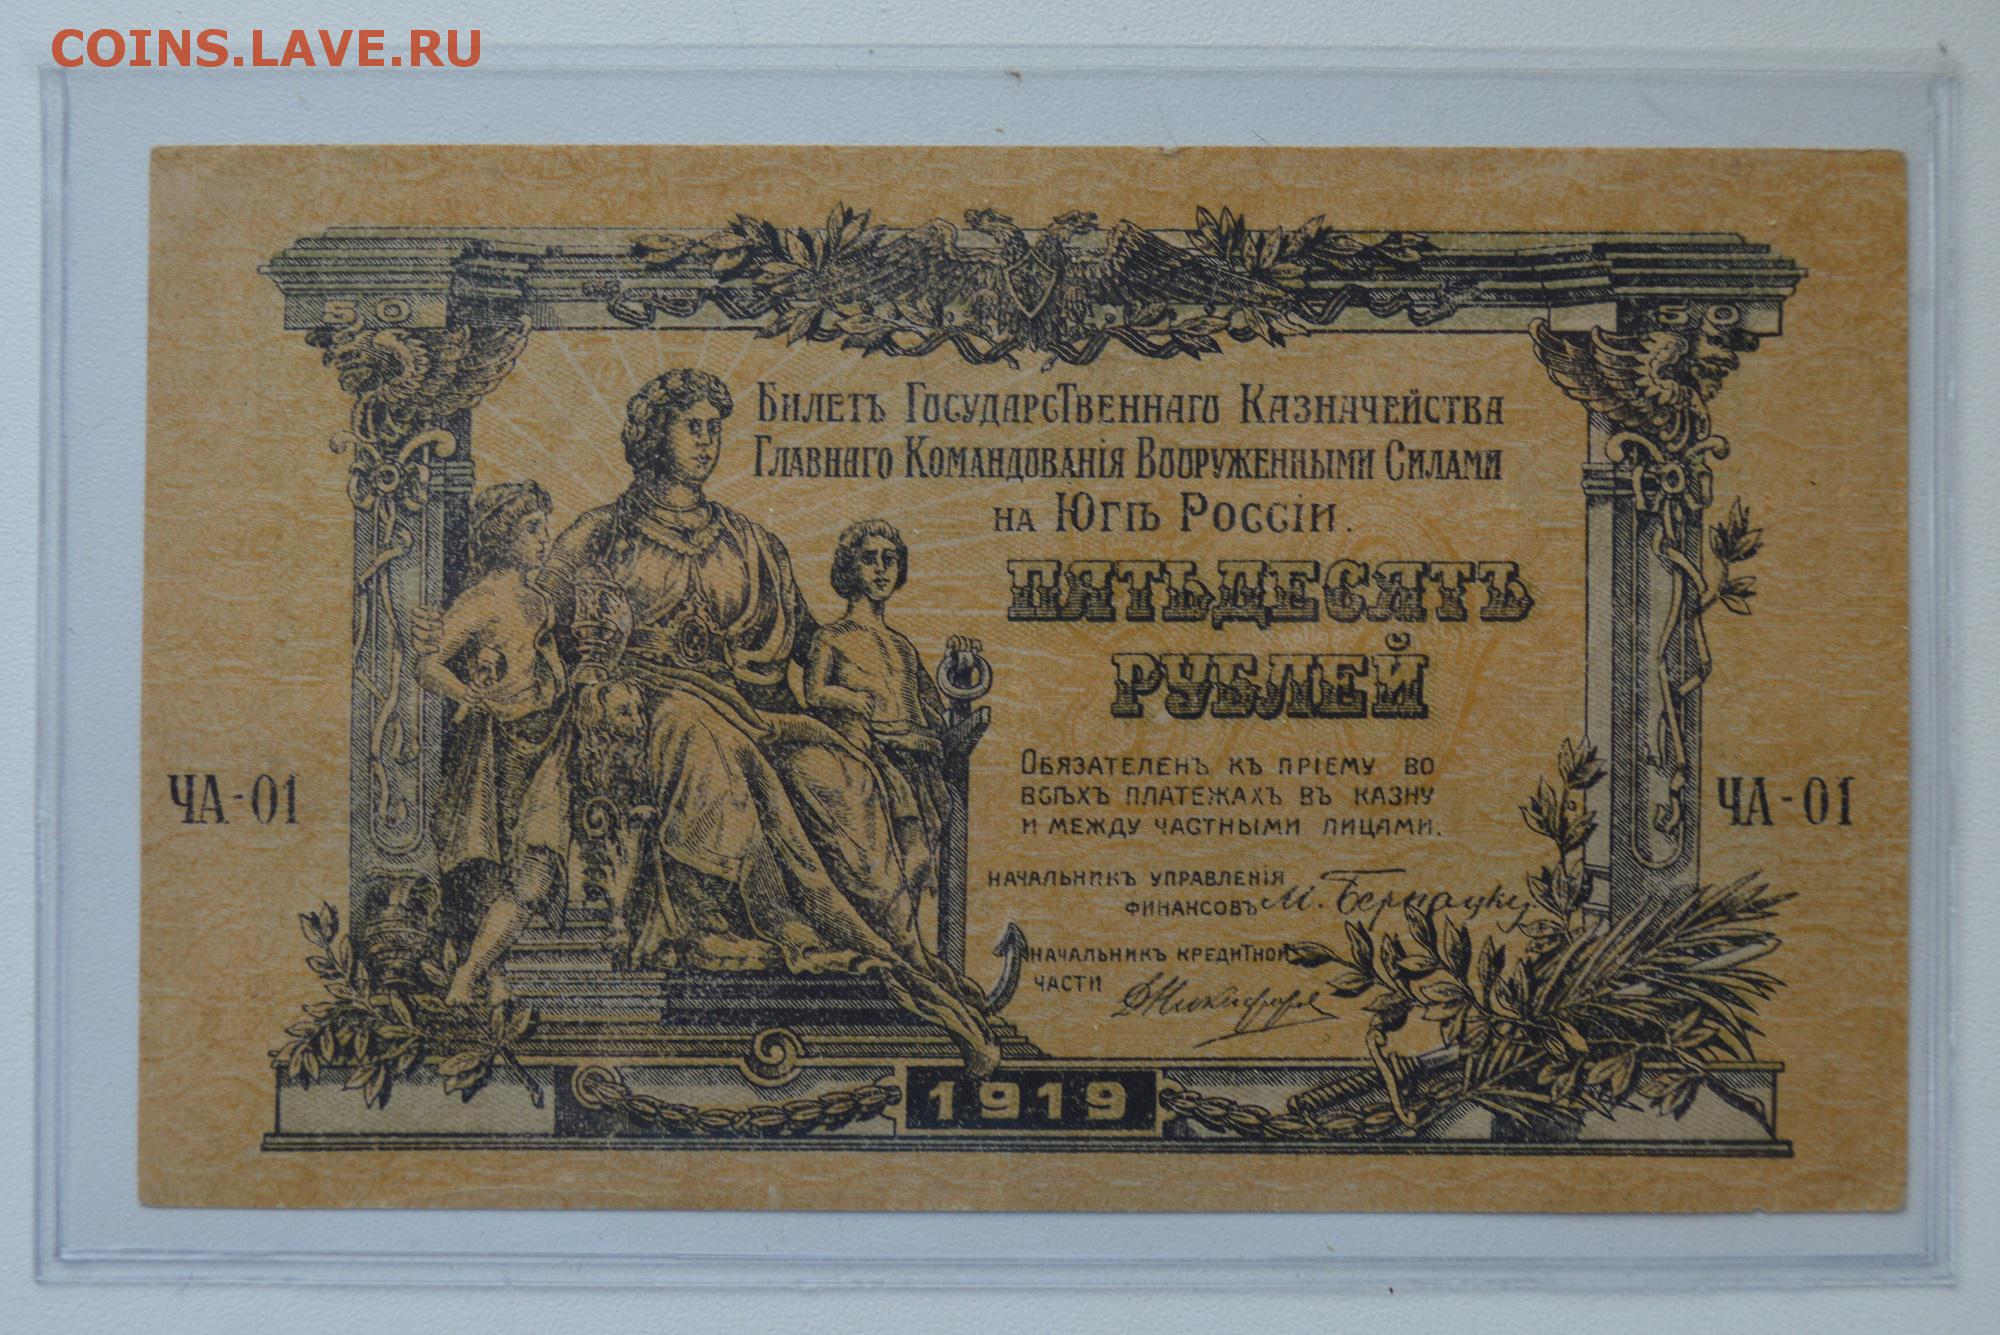 COINS.LAVE.RU
50
50
Билетъ Государственнаго Казначейства
Главнаго Командованія Вооруженными Силами
на Югѣ Россіи.
ПЯТЬДЕСЯТЪ
РУБЛЕЙ
Обязателенъ къ пріему во
всѣхъ платежахъ въ казну
и между частными лицами.
ЧА-01
ЧА-01
Начальникъ управленія
финансовъ М. Бернацкі
Начальникъ кредитной
части
1919